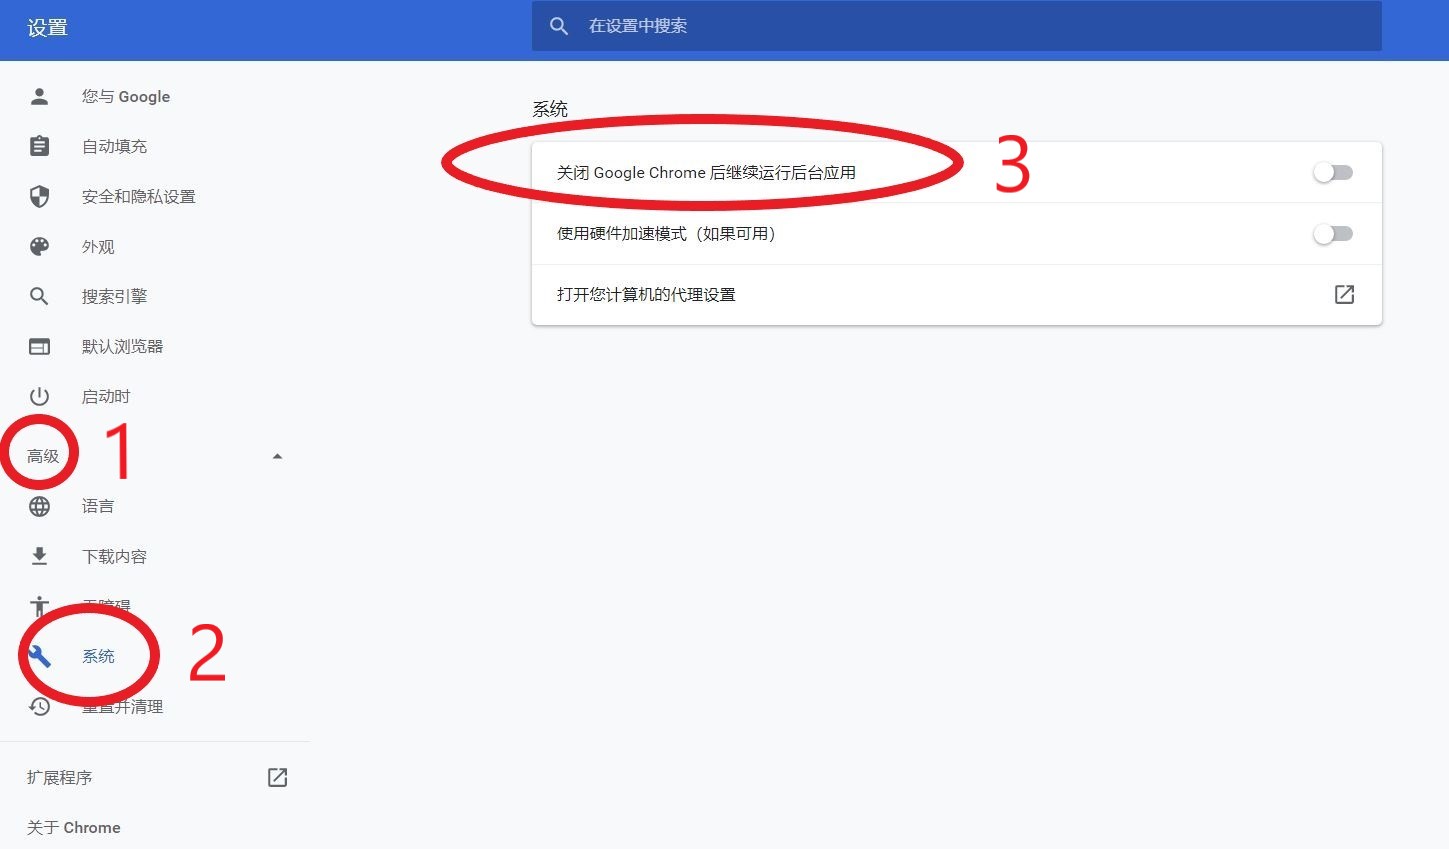 设置
在设置中搜索
您与 Google
自动填充
安全和隐私设置
外观
搜索引擎
默认浏览器
启动时
高级
1
语言
下载内容
无障碍
系统
2
重置并清理
扩展程序
关于 Chrome
系统
关闭 Google Chrome 后继续运行后台应用
3
使用硬件加速模式（如果可用）
打开您计算机的代理设置